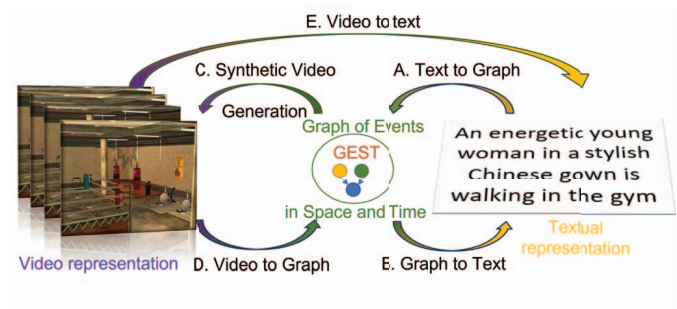 E. Video to text
C. Synthetic Video
Generation
A. Text to Graph
Graph of Events
GEST
in Space and Time
An energetic young
woman in a stylish
Chinese gown is
walking in the gym
Textual
representation
Video representation
D. Video to Graph
B. Graph to Text